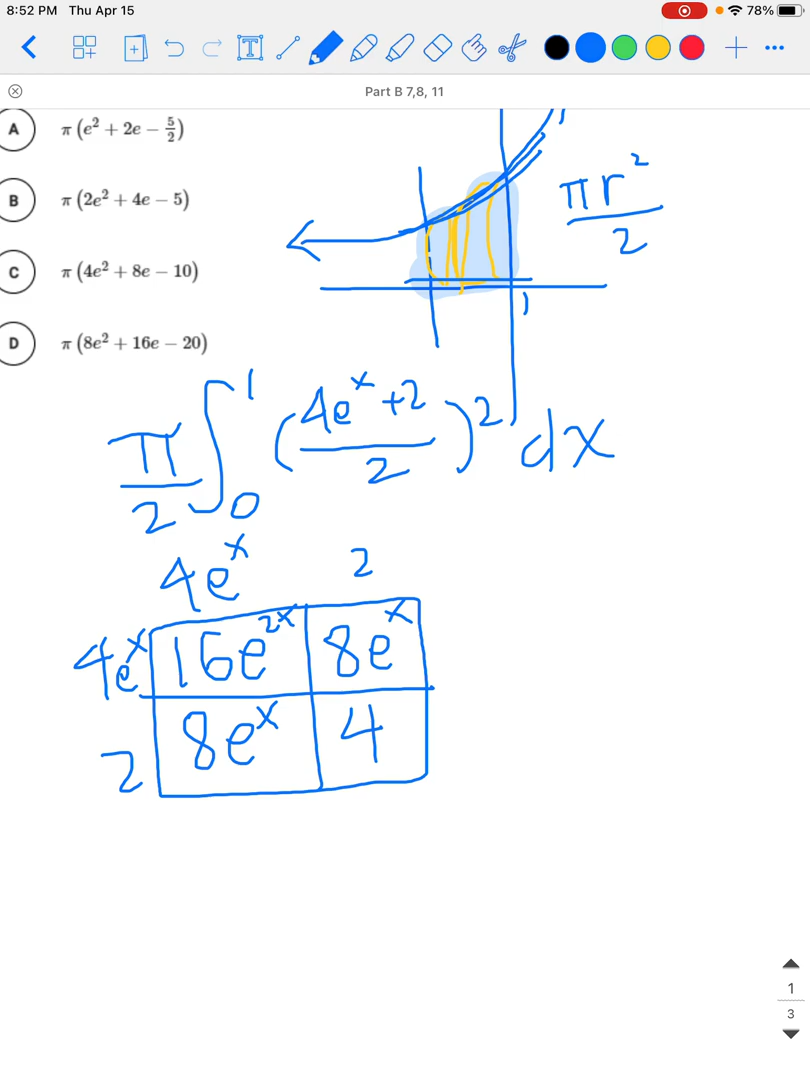 8:52 PM Thu Apr 15 78%
Part B 7,8, 11
A π(e² + 2e − 5/2)
B π(2e² + 4e − 5)
C π(4e² + 8e − 10)
D π(8e² + 16e − 20)
πr²/2
1
π/2 ∫₀¹ ((4eˣ+2)/2)² dx
4eˣ 2
4eˣ 16e²ˣ 8eˣ
2 8eˣ 4
1
3